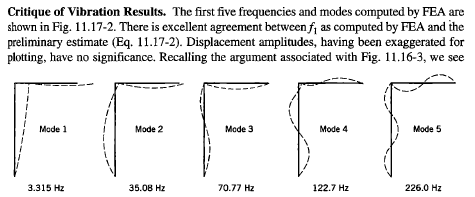 Critique of Vibration Results. The first five frequencies and modes computed by FEA are
shown in Fig. 11.17-2. There is excellent agreement between f₁ as computed by FEA and the
preliminary estimate (Eq. 11.17-2). Displacement amplitudes, having been exaggerated for
plotting, have no significance. Recalling the argument associated with Fig. 11.16-3, we see
Mode 1 Mode 2 Mode 3 Mode 4 Mode 5
3.315 Hz 35.08 Hz 70.77 Hz 122.7 Hz 226.0 Hz